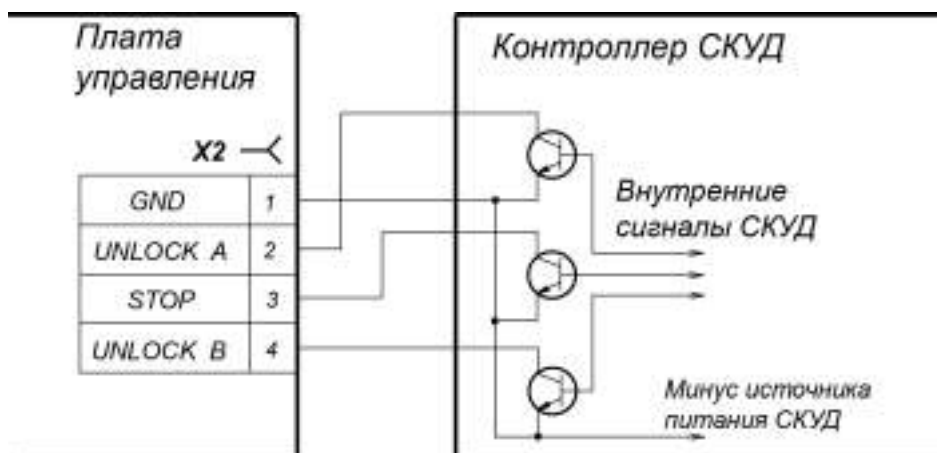 Плата
управления
Контроллер СКУД
X2
GND 1
UNLOCK A 2
STOP 3
UNLOCK B 4
Внутренние
сигналы СКУД
Минус источника
питания СКУД